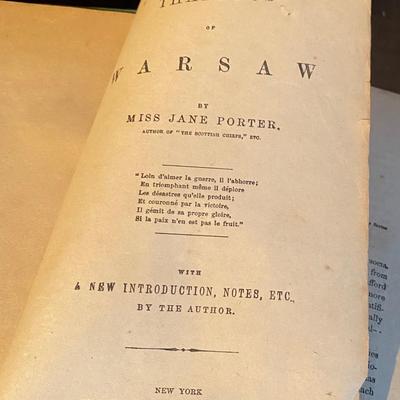 OF
WARSAW
BY
MISS JANE PORTER,
AUTHOR OF "THE SCOTTISH CHIEFS," ETC.
"Loin d'aimer la guerre, il l'abhorre;
En triomphant même il déplore
Les désastres qu'elle produit;
Et couronné par la victoire,
Il gémit de sa propre gloire,
Si la paix n'en est pas le fruit."
WITH
A NEW INTRODUCTION, NOTES, ETC.,
BY THE AUTHOR.
NEW YORK
from
more